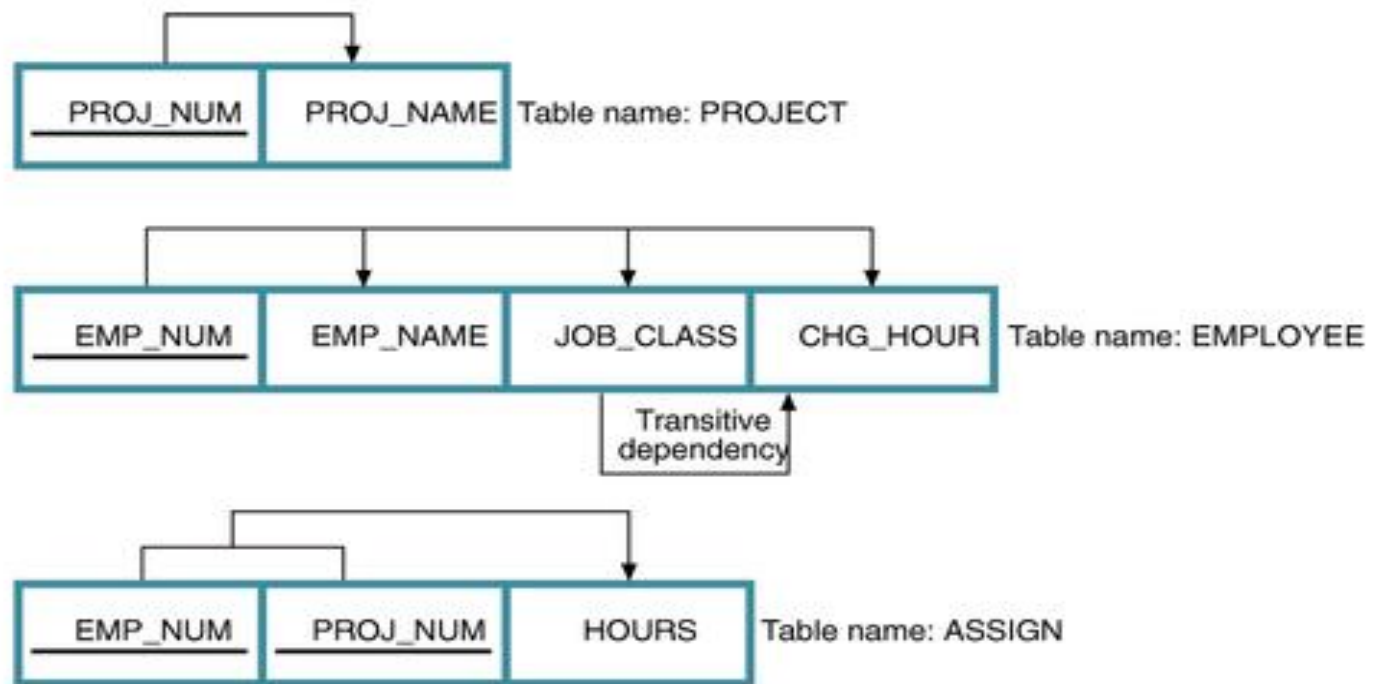 PROJ_NUM PROJ_NAME Table name: PROJECT
EMP_NUM EMP_NAME JOB_CLASS CHG_HOUR Table name: EMPLOYEE
Transitive
dependency
EMP_NUM PROJ_NUM HOURS Table name: ASSIGN